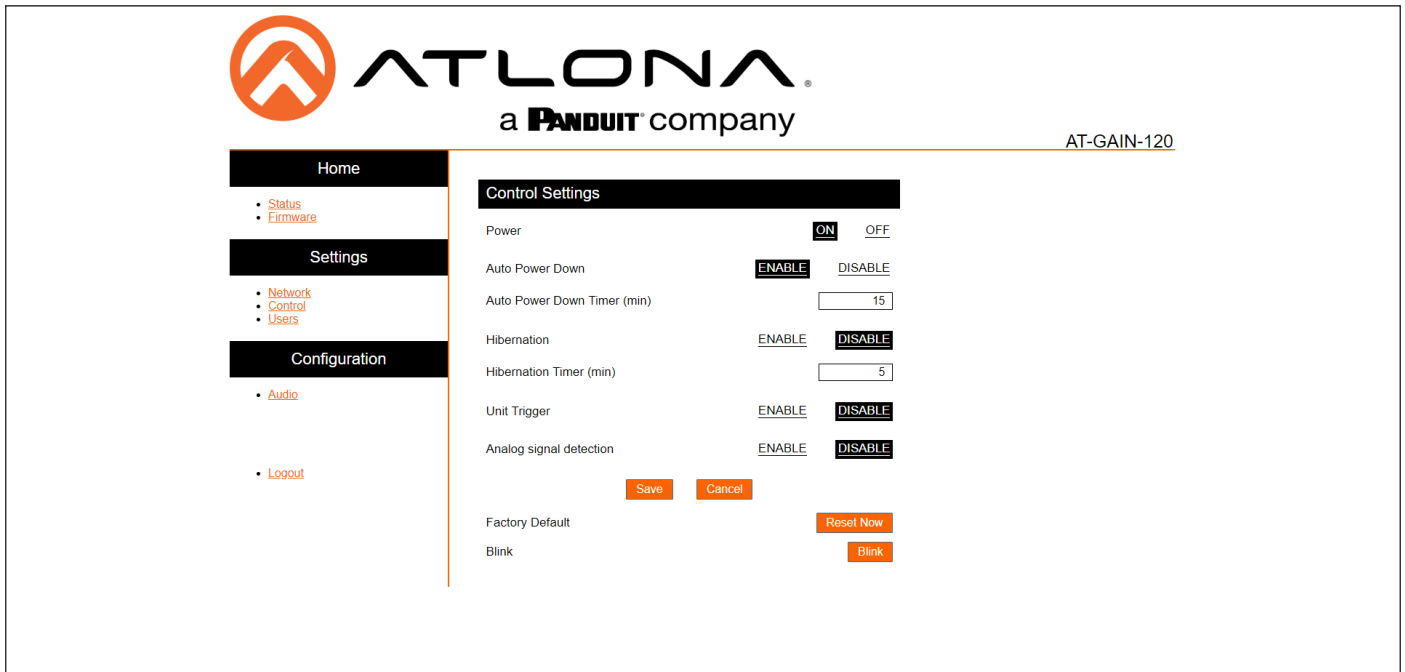 ATLONA®
a PANDUIT® company
AT-GAIN-120
Home
• Status
• Firmware
Settings
• Network
• Control
• Users
Configuration
• Audio
• Logout
Control Settings
Power ON OFF
Auto Power Down ENABLE DISABLE
Auto Power Down Timer (min) 15
Hibernation ENABLE DISABLE
Hibernation Timer (min) 5
Unit Trigger ENABLE DISABLE
Analog signal detection ENABLE DISABLE
Save Cancel
Factory Default Reset Now
Blink Blink